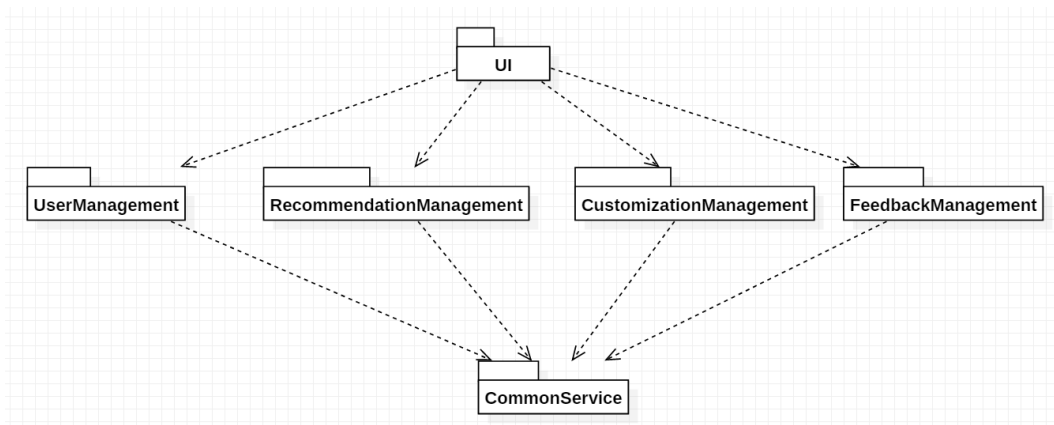 UI
UserManagement
RecommendationManagement
CustomizationManagement
FeedbackManagement
CommonService